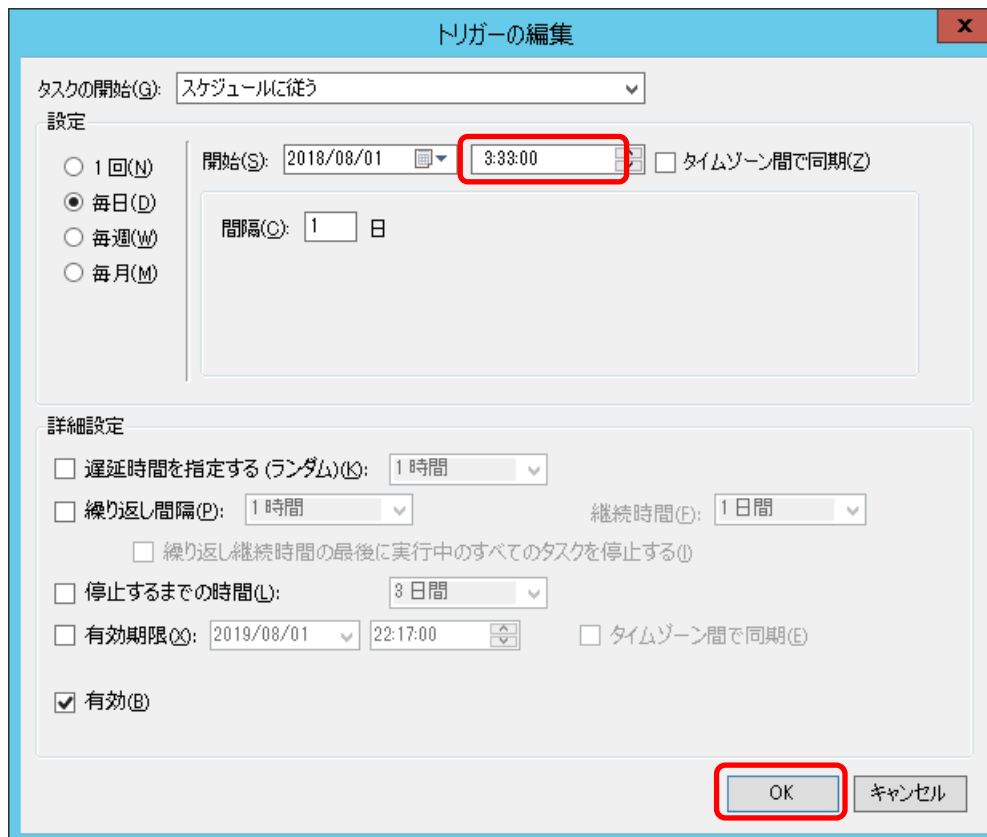 トリガーの編集
x
タスクの開始(G): スケジュールに従う
設定
1 回(N)
開始(S): 2018/08/01 3:33:00 タイムゾーン間で同期(Z)
毎日(D)
間隔(C): 1 日
毎週(W)
毎月(M)
詳細設定
遅延時間を指定する (ランダム)(K): 1 時間
繰り返し間隔(P): 1 時間 継続時間(F): 1 日間
繰り返し継続時間の最後に実行中のすべてのタスクを停止する(I)
停止するまでの時間(L): 3 日間
有効期限(X): 2019/08/01 22:17:00 タイムゾーン間で同期(E)
有効(B)
OK キャンセル